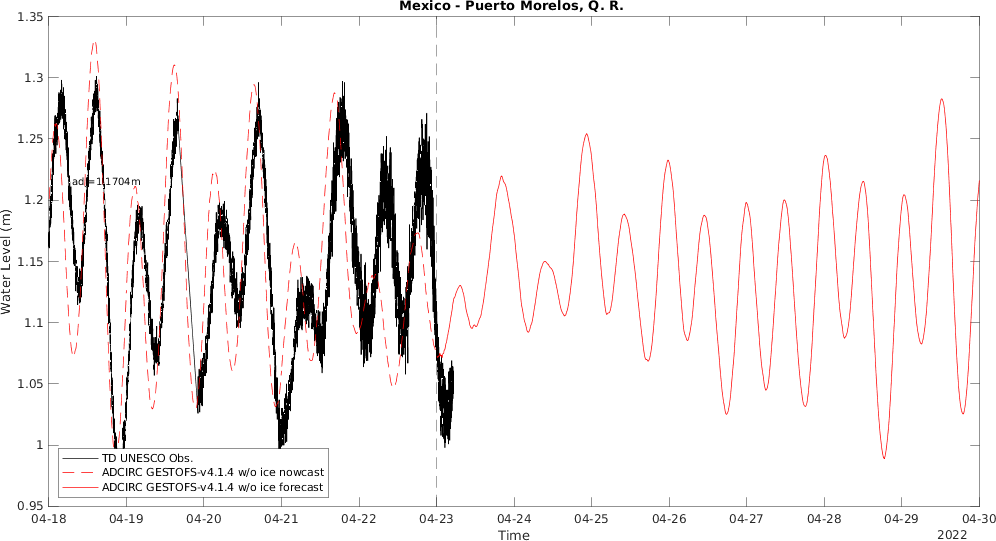 Mexico - Puerto Morelos, Q. R.
1.35
1.3
1.25
1.2
1.15
1.1
1.05
1
0.95
Water Level (m)
adj=1.1704m
TD UNESCO Obs.
ADCIRC GESTOFS-v4.1.4 w/o ice nowcast
ADCIRC GESTOFS-v4.1.4 w/o ice forecast
04-18 04-19 04-20 04-21 04-22 04-23 04-24 04-25 04-26 04-27 04-28 04-29 04-30
Time
2022